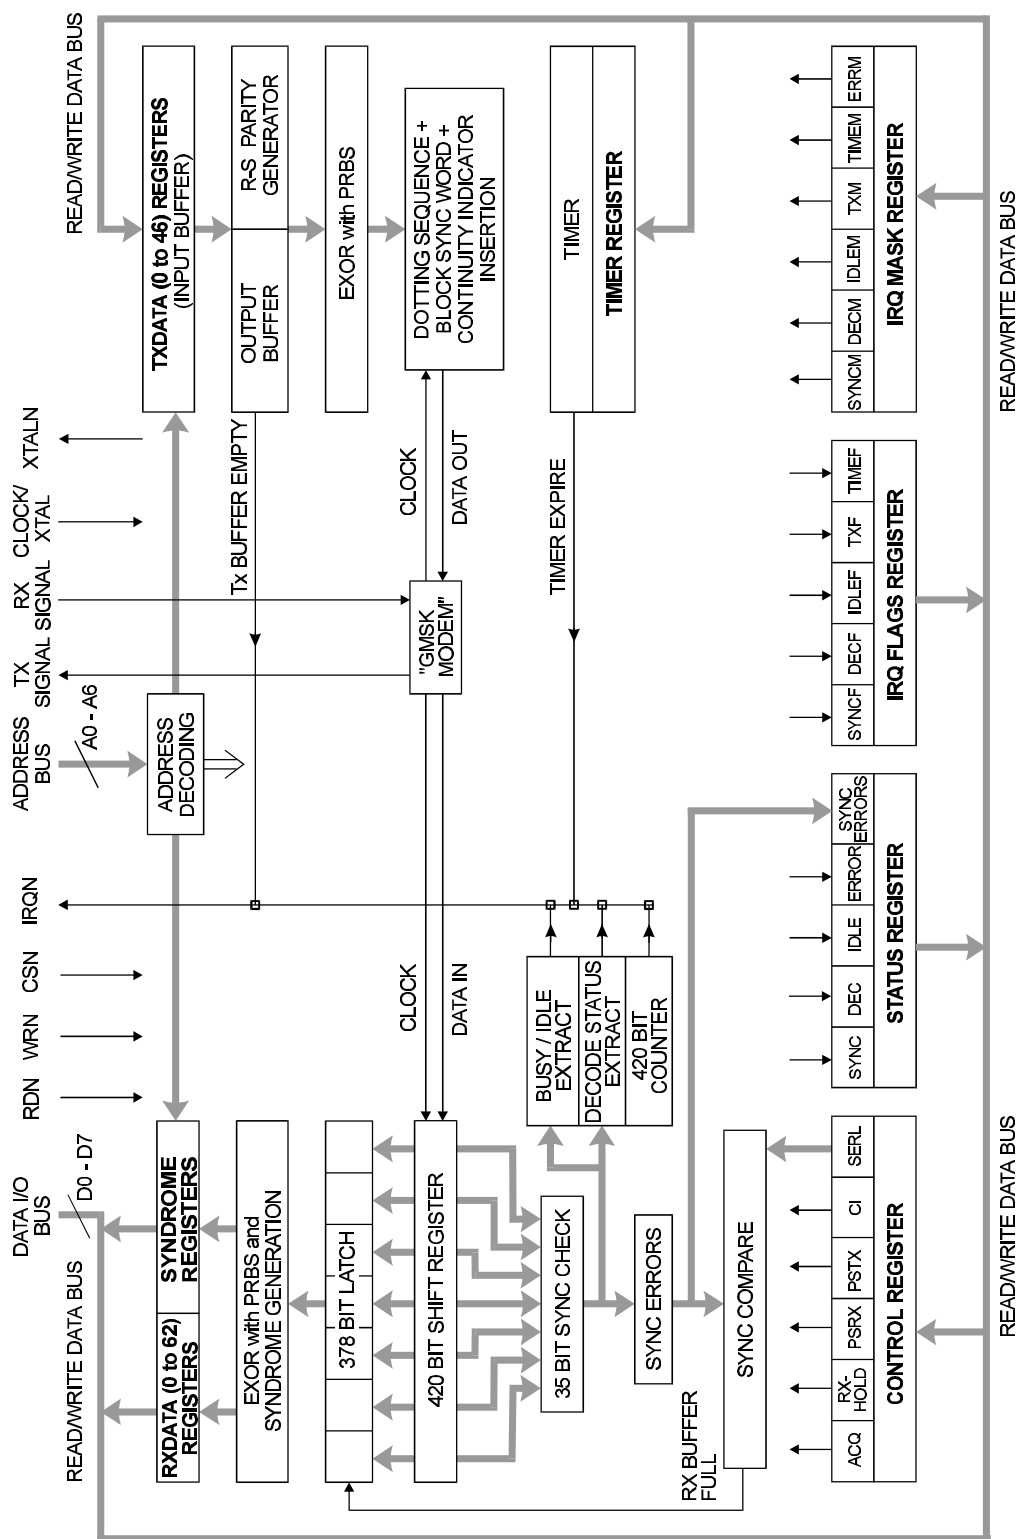 DATA I/O
BUS
D0 - D7
RDN
WRN
CSN
IRQN
ADDRESS
BUS
A0 - A6
TX
SIGNAL
RX
SIGNAL
CLOCK/
XTAL
XTALN
READ/WRITE DATA BUS
READ/WRITE DATA BUS
RXDATA (0 to 62)
REGISTERS
SYNDROME
REGISTERS
ADDRESS
DECODING
TXDATA (0 to 46) REGISTERS
(INPUT BUFFER)
EXOR with PRBS and
SYNDROME GENERATION
Tx BUFFER EMPTY
OUTPUT
BUFFER
R-S PARITY
GENERATOR
378 BIT LATCH
EXOR with PRBS
420 BIT SHIFT REGISTER
CLOCK
DATA IN
"GMSK
MODEM"
CLOCK
DATA OUT
DOTTING SEQUENCE +
BLOCK SYNC WORD +
CONTINUITY INDICATOR
INSERTION
35 BIT SYNC CHECK
BUSY / IDLE
EXTRACT
DECODE STATUS
EXTRACT
420 BIT
COUNTER
TIMER EXPIRE
TIMER
TIMER REGISTER
SYNC ERRORS
RX BUFFER
FULL
SYNC COMPARE
ACQ
RX-
HOLD
PSRX
PSTX
CI
SERL
CONTROL REGISTER
SYNC
DEC
IDLE
ERROR
SYNC
ERRORS
STATUS REGISTER
SYNCF
DECF
IDLEF
TXF
TIMEF
IRQ FLAGS REGISTER
SYNCM
DECM
IDLEM
TXM
TIMEM
ERRM
IRQ MASK REGISTER
READ/WRITE DATA BUS
READ/WRITE DATA BUS